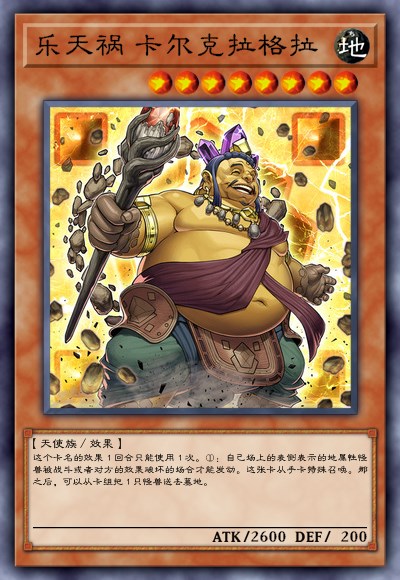 乐天祸 卡尔克拉格拉
地
【天使族／效果】
这个卡名的效果1回合只能使用1次。①：自己场上的表侧表示的地属性怪
兽被战斗或者对方的效果破坏的场合才能发动。这张卡从手卡特殊召唤。那
之后，可以从卡组把1只怪兽送去墓地。
ATK/2600 DEF/ 200